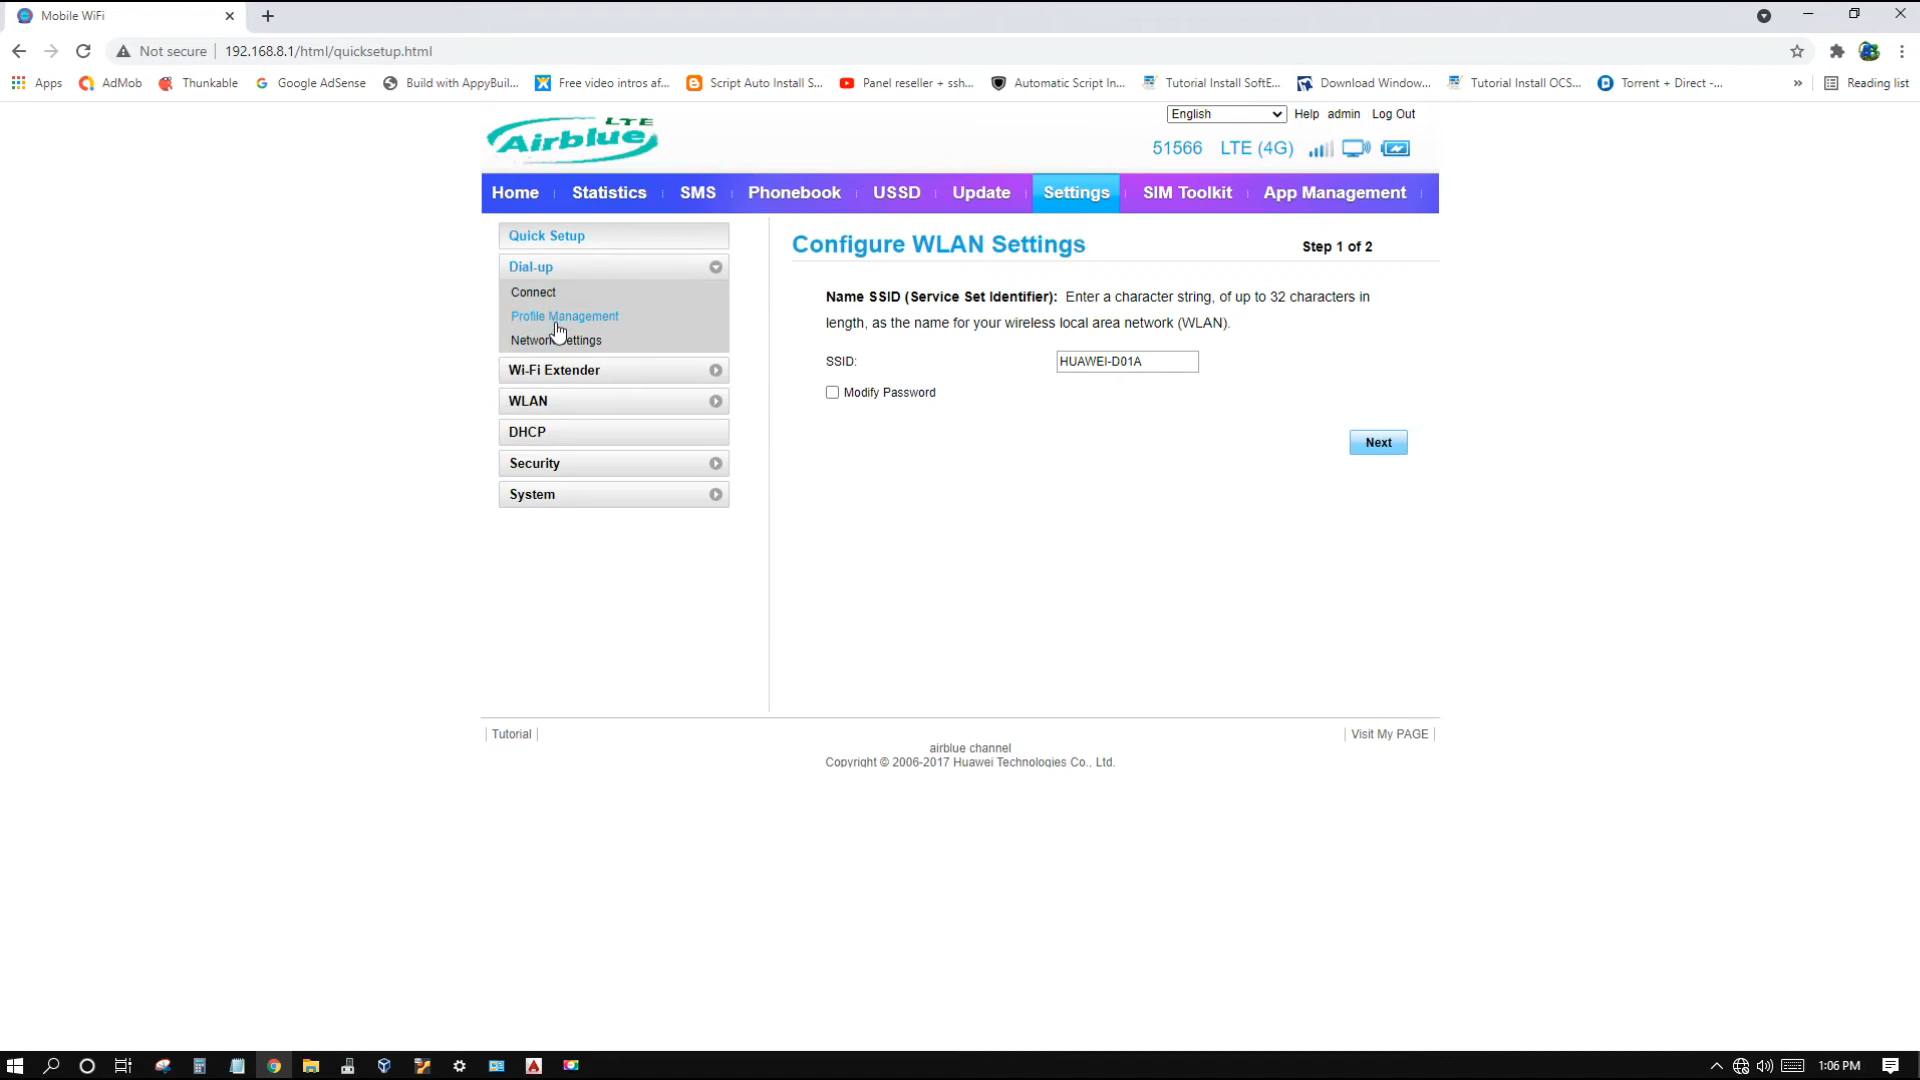 Mobile WiFi
Not secure | 192.168.8.1/html/quicksetup.html
Apps AdMob Thunkable Google AdSense Build with AppyBuil... Free video intros af... Script Auto Install S... Panel reseller + ssh... Automatic Script In... Tutorial Install SoftE... Download Window... Tutorial Install OCS... Torrent + Direct -... » Reading list
English Help admin Log Out
LTE
Airblue
51566 LTE (4G)
Home Statistics SMS Phonebook USSD Update Settings SIM Toolkit App Management
Quick Setup
Dial-up
Connect
Profile Management
Network Settings
Wi-Fi Extender
WLAN
DHCP
Security
System
Configure WLAN Settings
Step 1 of 2
Name SSID (Service Set Identifier): Enter a character string, of up to 32 characters in
length, as the name for your wireless local area network (WLAN).
SSID: HUAWEI-D01A
Modify Password
Next
| Tutorial |
| Visit My PAGE |
airblue channel
Copyright © 2006-2017 Huawei Technologies Co., Ltd.
1:06 PM